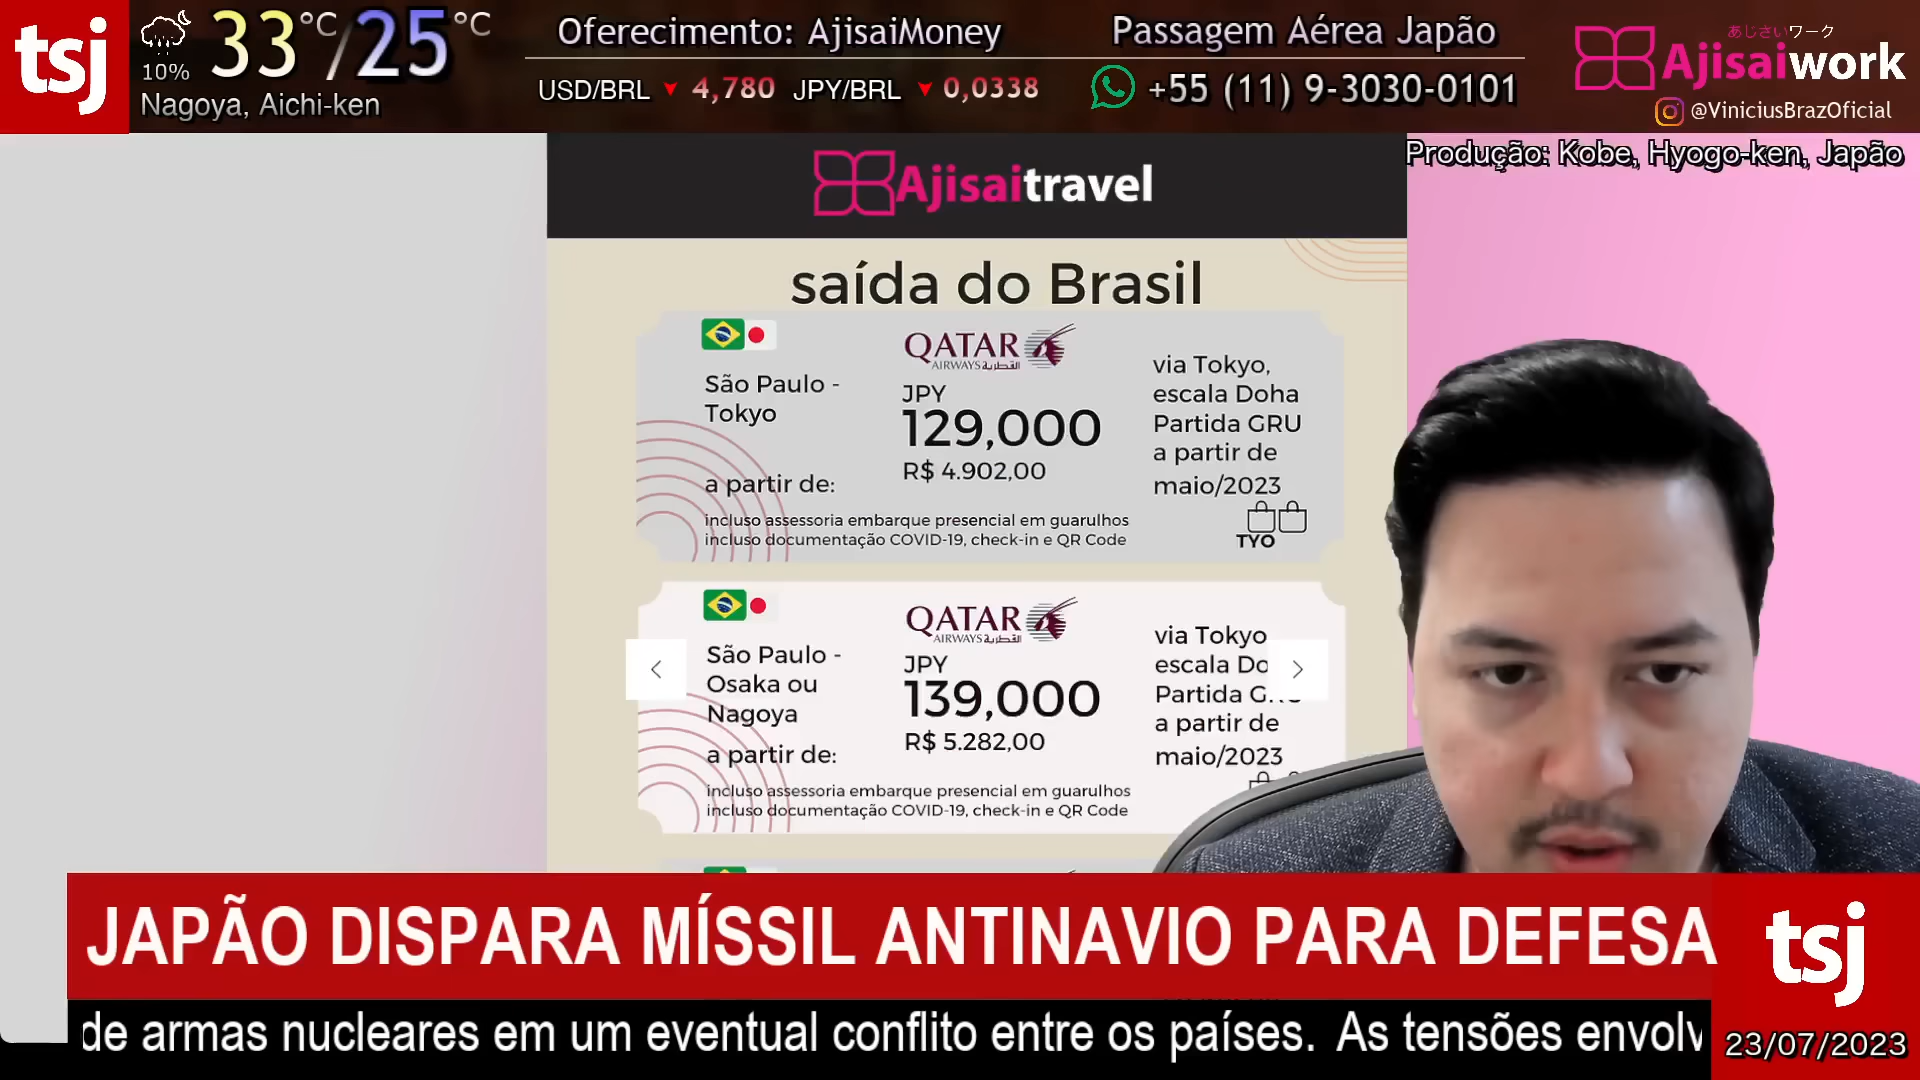 tsj
10%
33°C/25°C
Nagoya, Aichi-ken
Oferecimento: AjisaiMoney
USD/BRL 4,780 JPY/BRL 0,0338
Passagem Aérea Japão
+55 (11) 9-3030-0101
あじさいワーク
Ajisaiwork
@ViniciusBrazOficial
Produção: Kobe, Hyogo-ken, Japão
Ajisaitravel
saída do Brasil
São Paulo -
Tokyo
a partir de:
QATAR
AIRWAYS القطرية
JPY
129,000
R$ 4.902,00
via Tokyo,
escala Doha
Partida GRU
a partir de
maio/2023
incluso assessoria embarque presencial em guarulhos
incluso documentação COVID-19, check-in e QR Code
TYO
São Paulo -
Osaka ou
Nagoya
a partir de:
QATAR
AIRWAYS القطرية
JPY
139,000
R$ 5.282,00
via Tokyo
escala Do
Partida G
a partir de
maio/2023
incluso assessoria embarque presencial em guarulhos
incluso documentação COVID-19, check-in e QR Code
JAPÃO DISPARA MÍSSIL ANTINAVIO PARA DEFESA
tsj
de armas nucleares em um eventual conflito entre os países. As tensões envolv
23/07/2023